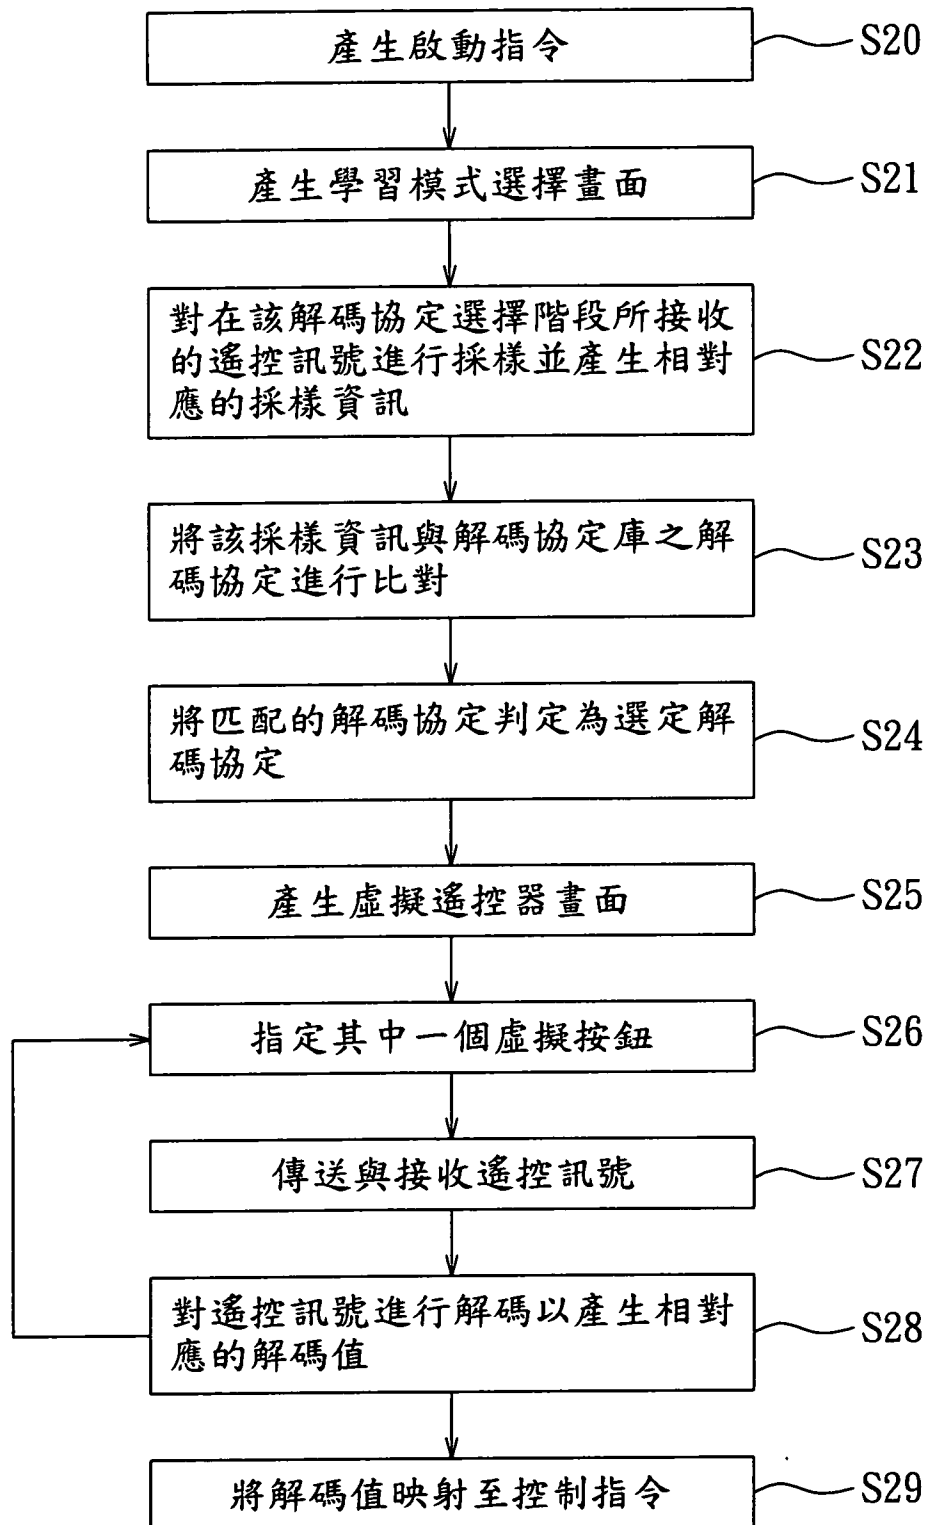 產生啟動指令
S20
產生學習模式選擇畫面
S21
對在該解碼協定選擇階段所接收
的遙控訊號進行採樣並產生相對
應的採樣資訊
S22
將該採樣資訊與解碼協定庫之解
碼協定進行比對
S23
將匹配的解碼協定判定為選定解
碼協定
S24
產生虛擬遙控器畫面
S25
指定其中一個虛擬按鈕
S26
傳送與接收遙控訊號
S27
對遙控訊號進行解碼以產生相對
應的解碼值
S28
將解碼值映射至控制指令
S29